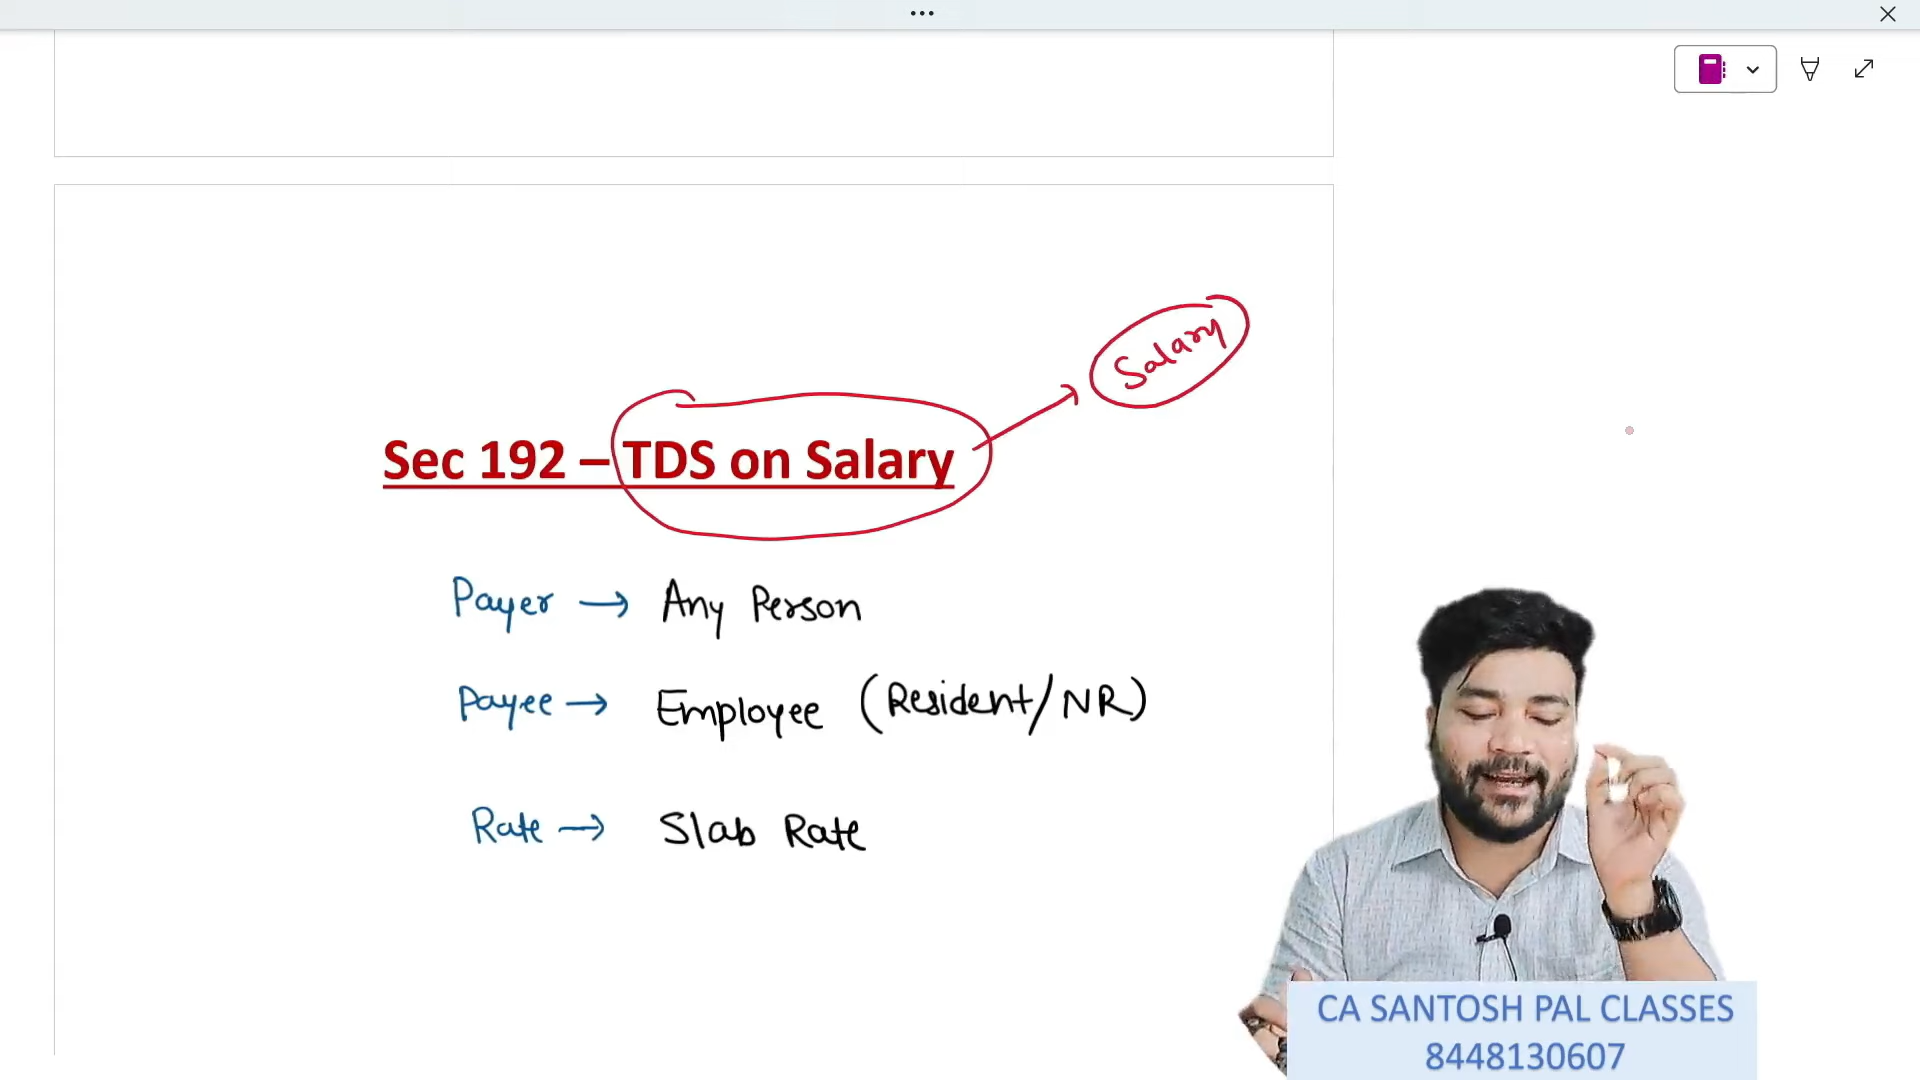 Salary
Sec 192 – TDS on Salary
Payer → Any Person
Payee → Employee (Resident/NR)
Rate → Slab Rate
CA SANTOSH PAL CLASSES
8448130607